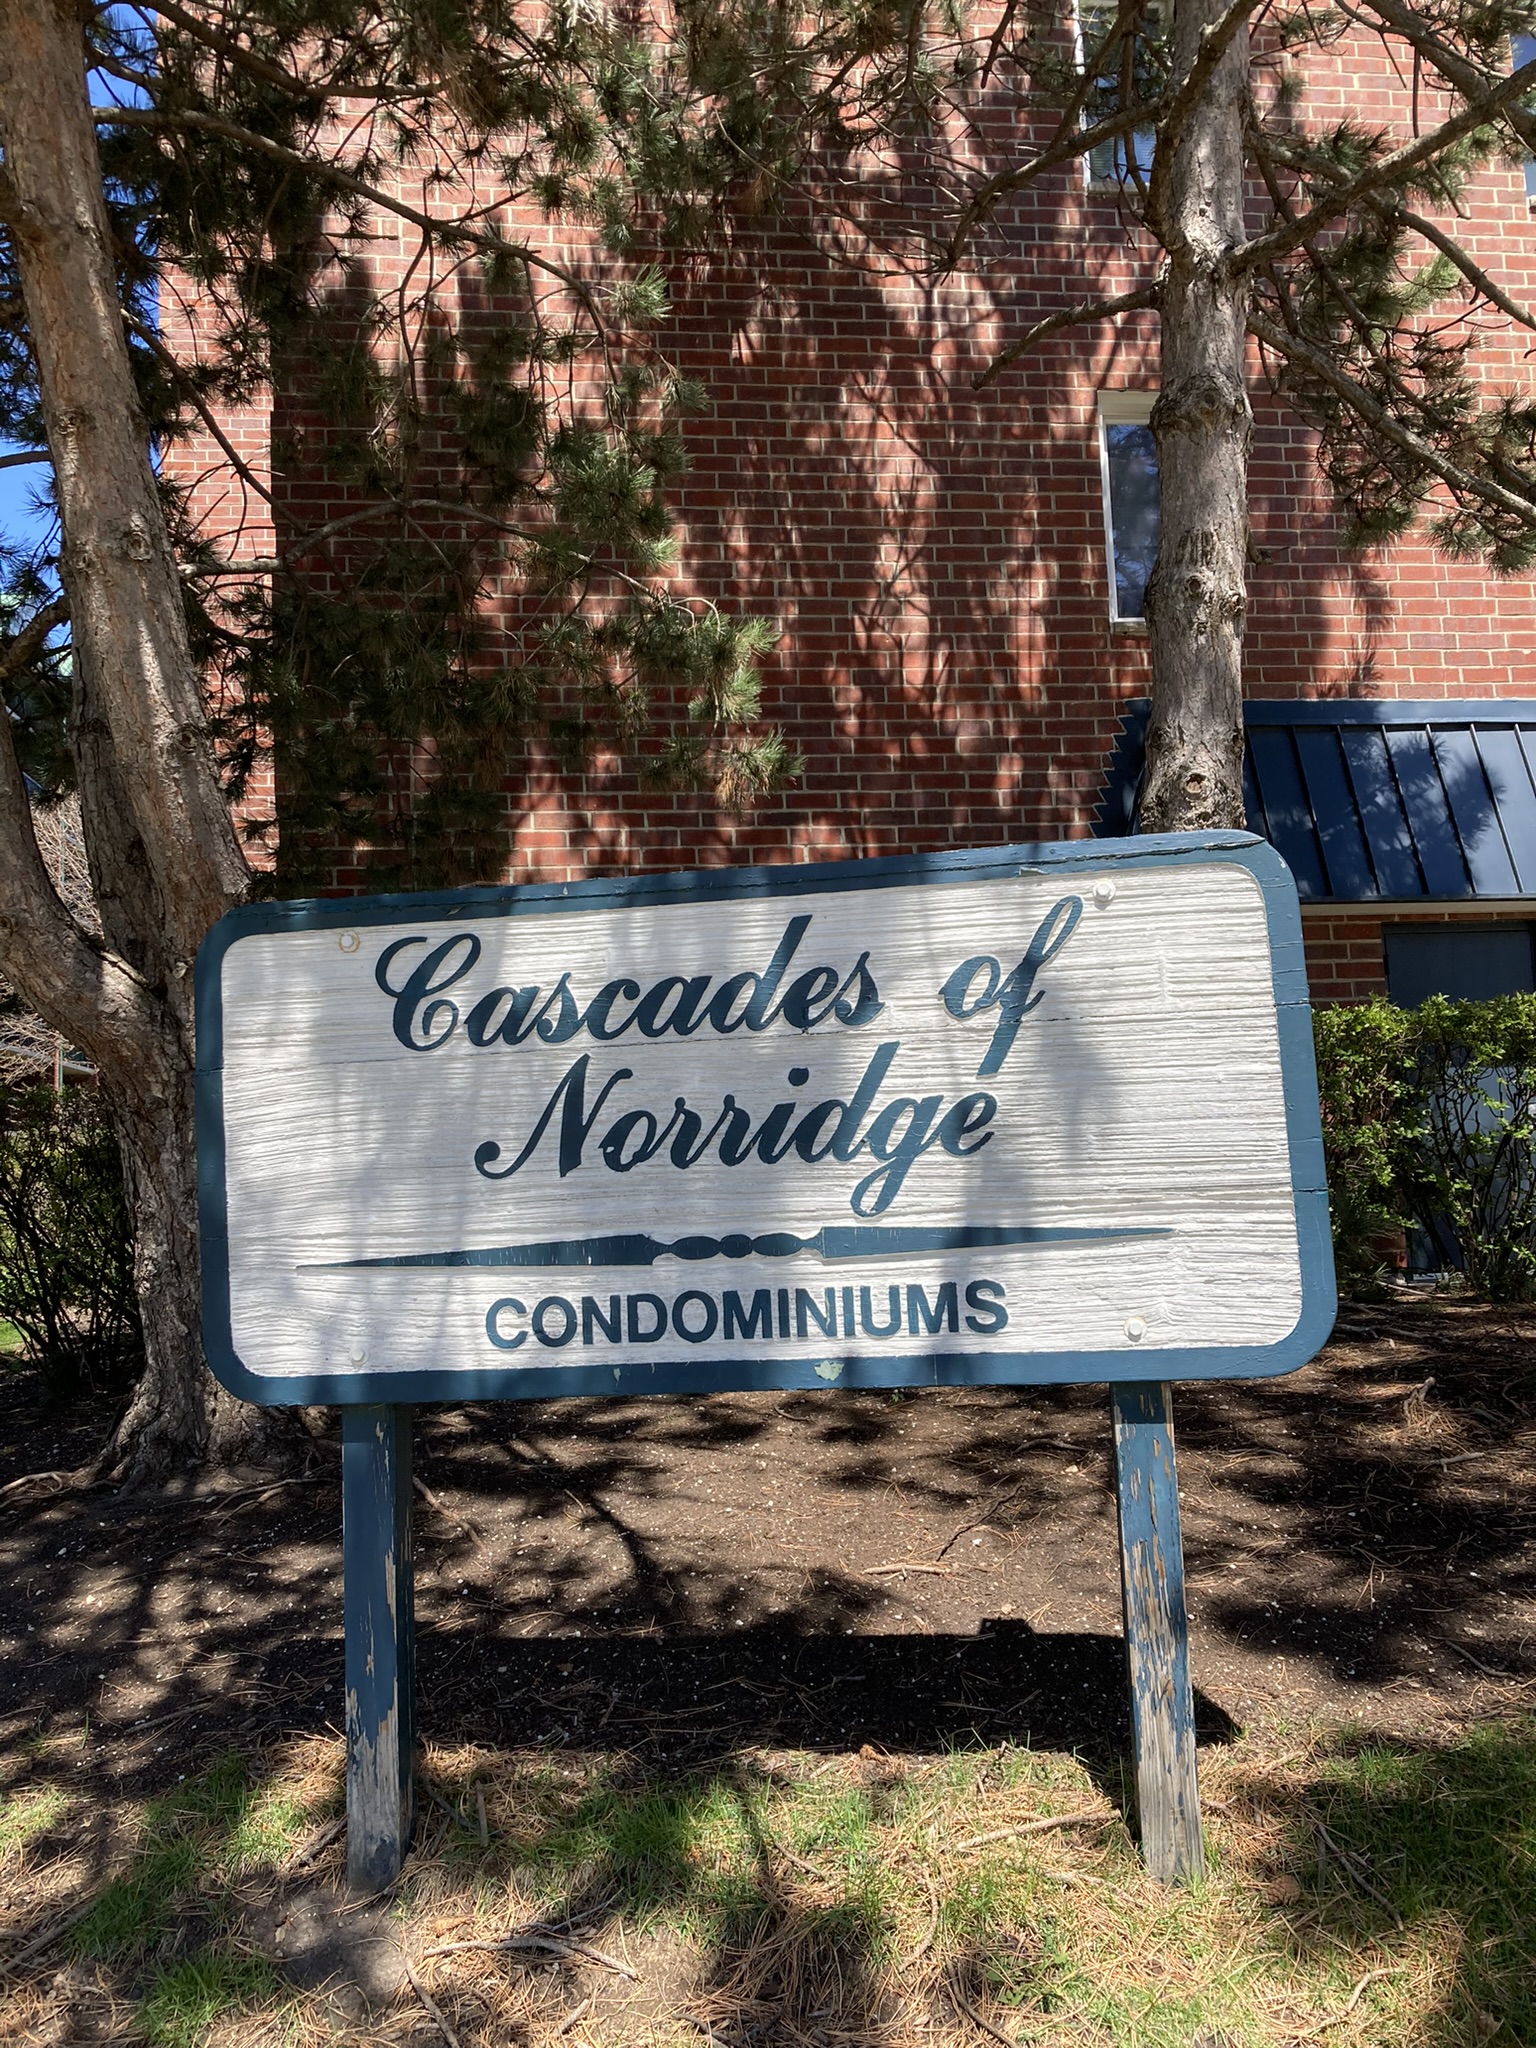 Cascades of
Norridge
CONDOMINIUMS